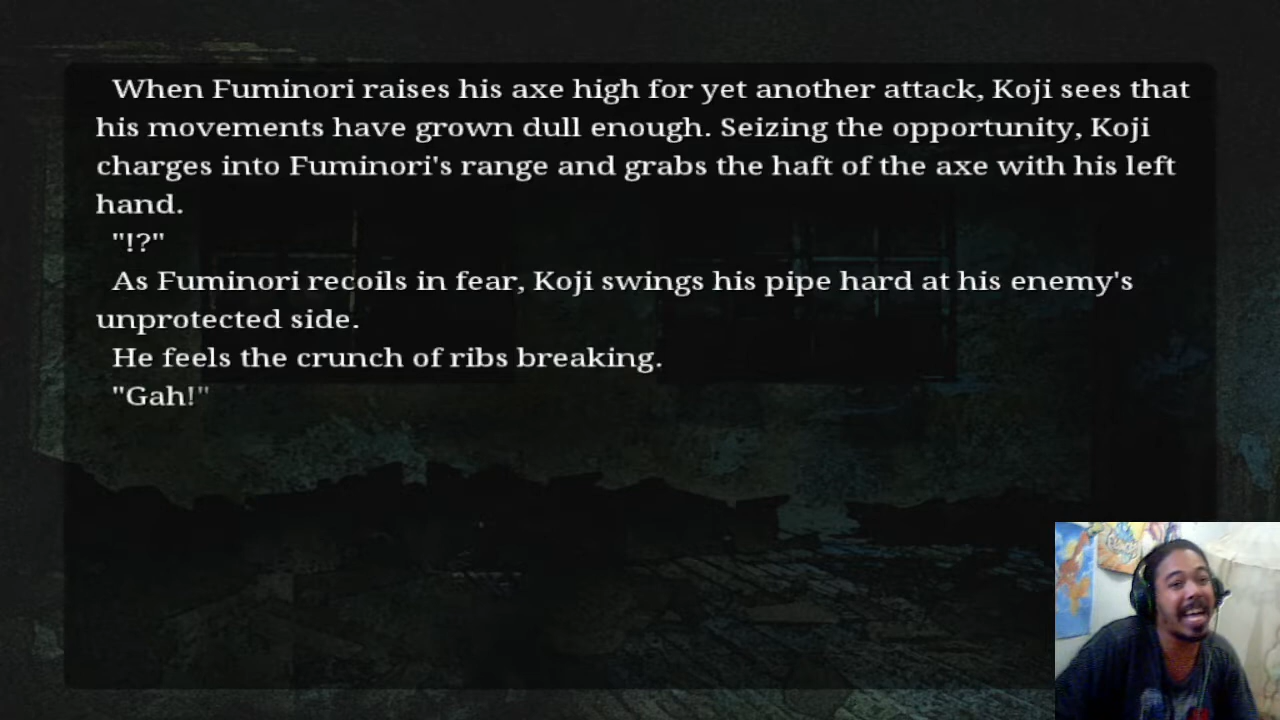 When Fuminori raises his axe high for yet another attack, Koji sees that
his movements have grown dull enough. Seizing the opportunity, Koji
charges into Fuminori's range and grabs the haft of the axe with his left
hand.
"!?"
As Fuminori recoils in fear, Koji swings his pipe hard at his enemy's
unprotected side.
He feels the crunch of ribs breaking.
"Gah!"